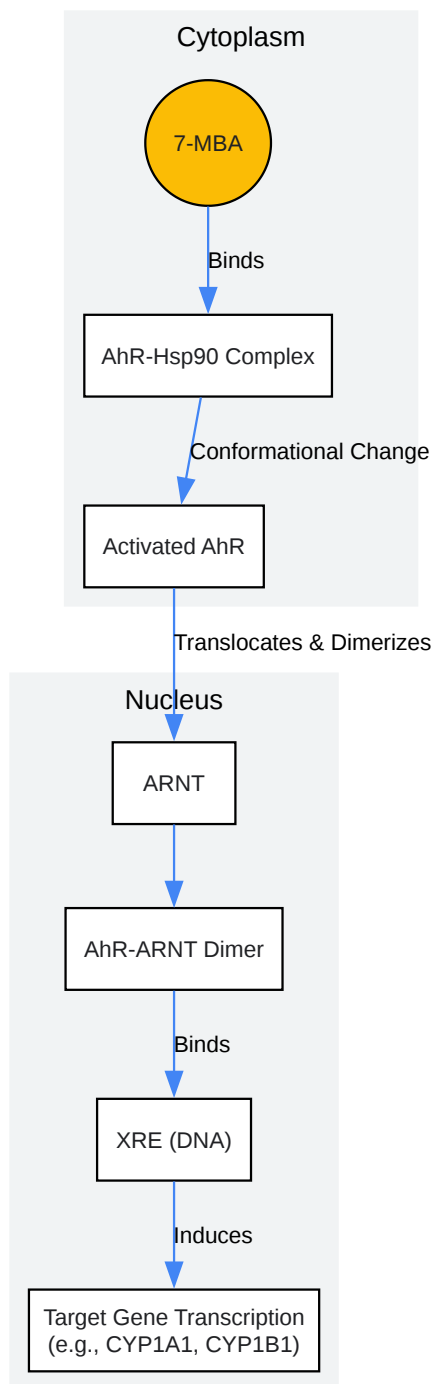 Cytoplasm
7-MBA
Binds
AhR-Hsp90 Complex
Conformational Change
Activated AhR
Translocates & Dimerizes
Nucleus
ARNT
AhR-ARNT Dimer
Binds
XRE (DNA)
Induces
Target Gene Transcription
(e.g., CYP1A1, CYP1B1)